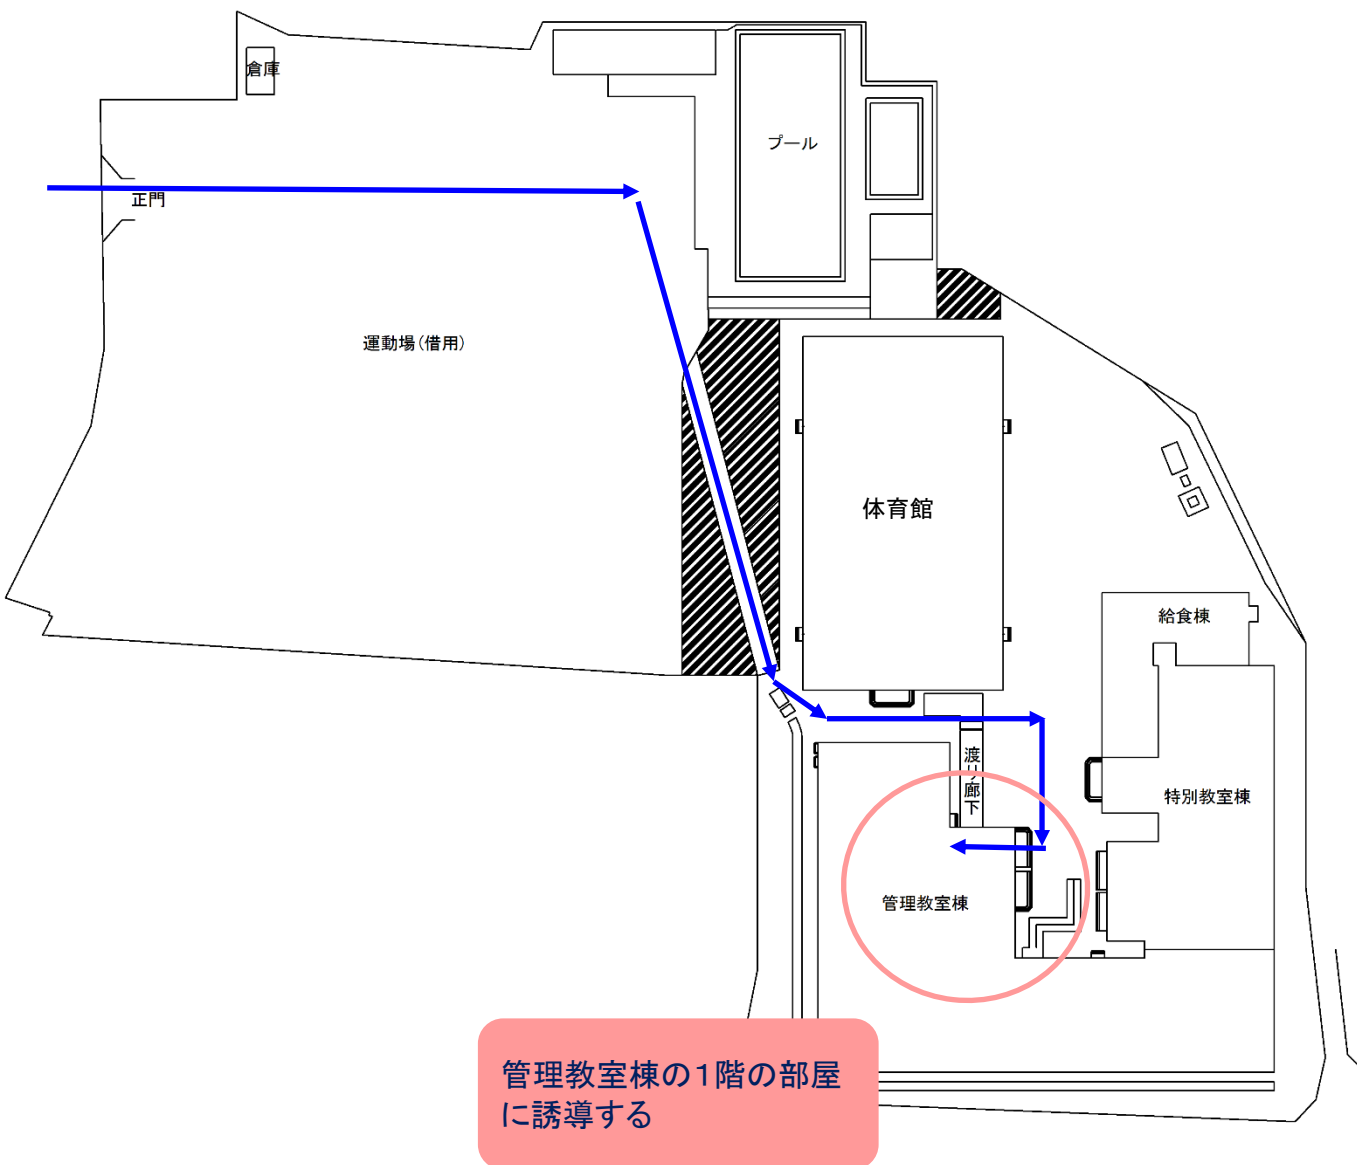 倉庫
プール
正門
運動場(借用)
体育館
給食棟
渡り廊下
特別教室棟
管理教室棟
管理教室棟の1階の部屋
に誘導する